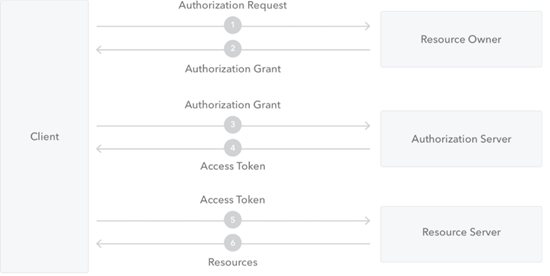 Authorization Request
1
Resource Owner
2
Authorization Grant
Authorization Grant
3
Client
Authorization Server
4
Access Token
Access Token
5
Resource Server
6
Resources